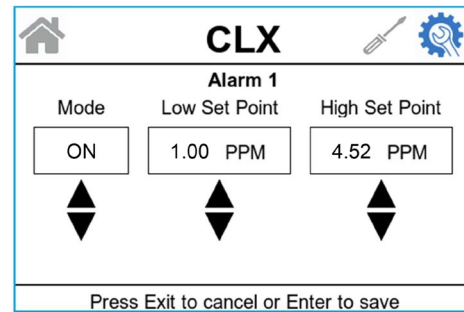 CLX
Alarm 1
Mode Low Set Point High Set Point
ON 1.00 PPM 4.52 PPM
Press Exit to cancel or Enter to save